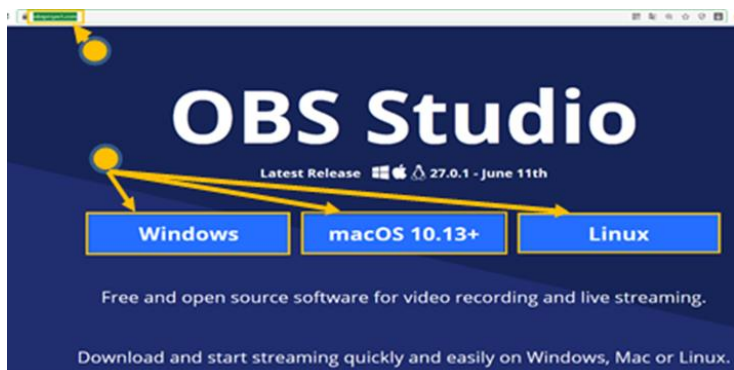 OBS Studio
Latest Release 27.0.1 - June 11th
Windows macOS 10.13+ Linux
Free and open source software for video recording and live streaming.
Download and start streaming quickly and easily on Windows, Mac or Linux.